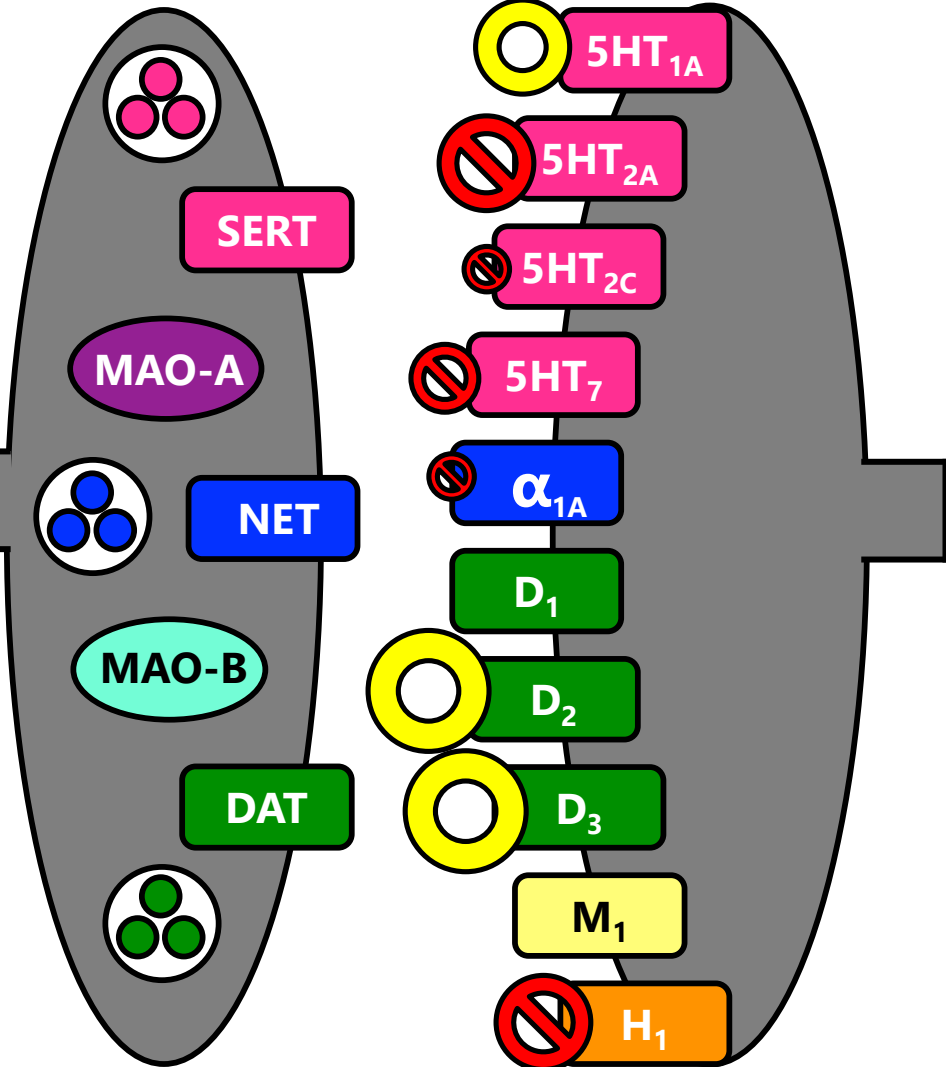 5HT₁A
5HT₂A
SERT
5HT₂C
MAO-A
5HT₇
α₁A
NET
D₁
MAO-B
D₂
DAT
D₃
M₁
H₁